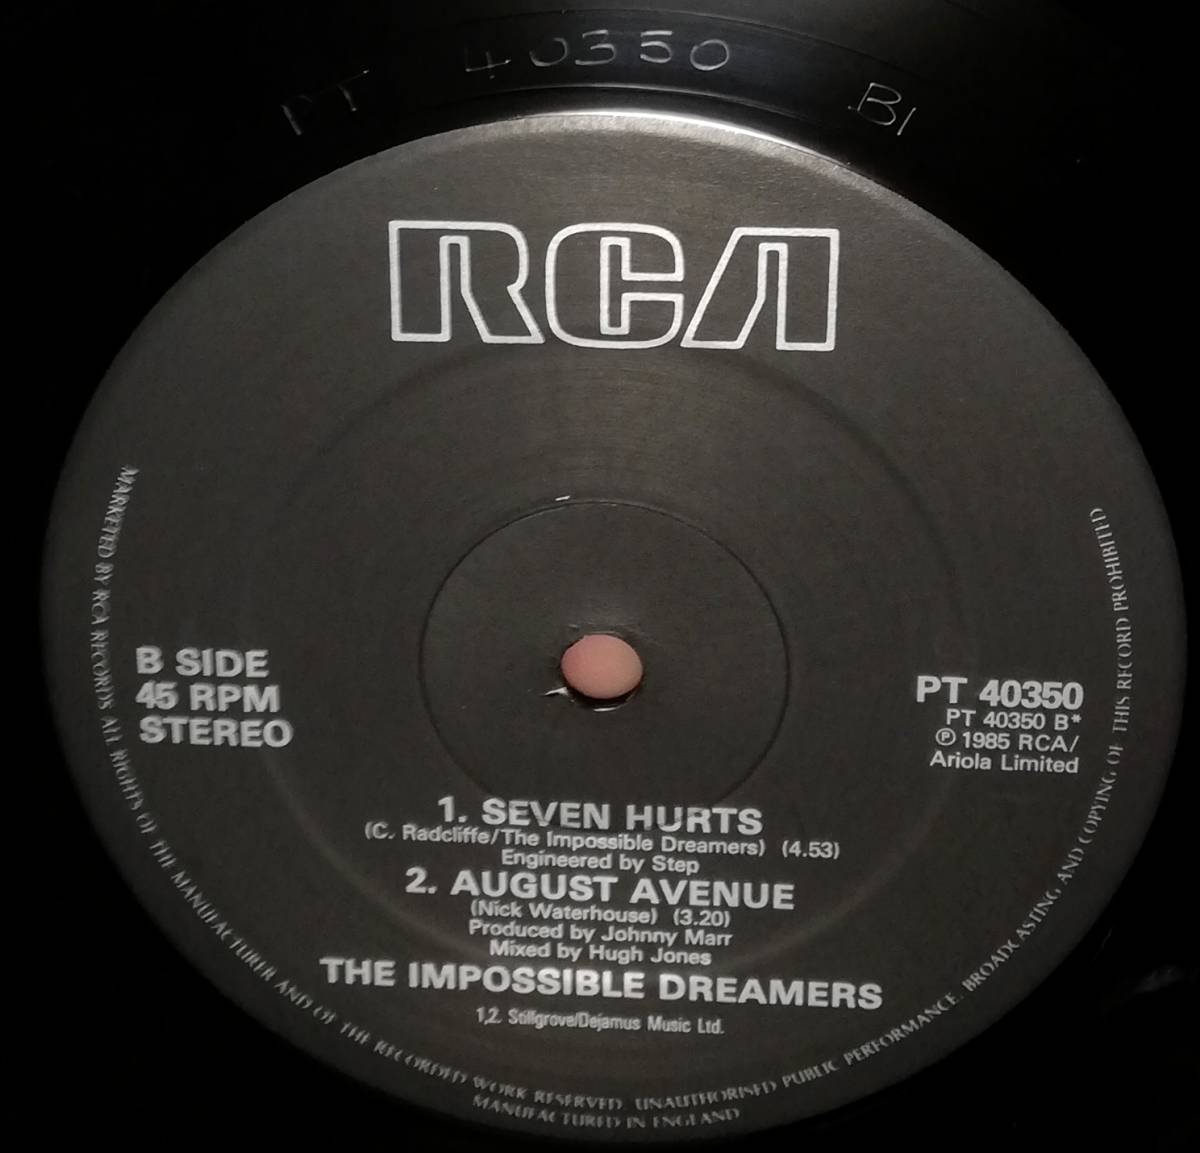 PT 40350 B1
RCA
B SIDE
45 RPM
STEREO
PT 40350
PT 40350 B*
℗ 1985 RCA/
Ariola Limited
1. SEVEN HURTS
(C. Radcliffe/The Impossible Dreamers) (4.53)
Engineered by Step
2. AUGUST AVENUE
(Nick Waterhouse) (3.20)
Produced by Johnny Marr
Mixed by Hugh Jones
THE IMPOSSIBLE DREAMERS
1,2. Stillgrove/Dejamus Music Ltd.
MARKETED BY RCA RECORDS ALL RIGHTS OF THE MANUFACTURER AND OF THE RECORDED WORK RESERVED. UNAUTHORISED PUBLIC PERFORMANCE, BROADCASTING AND COPYING OF THIS RECORD PROHIBITED
MANUFACTURED IN ENGLAND